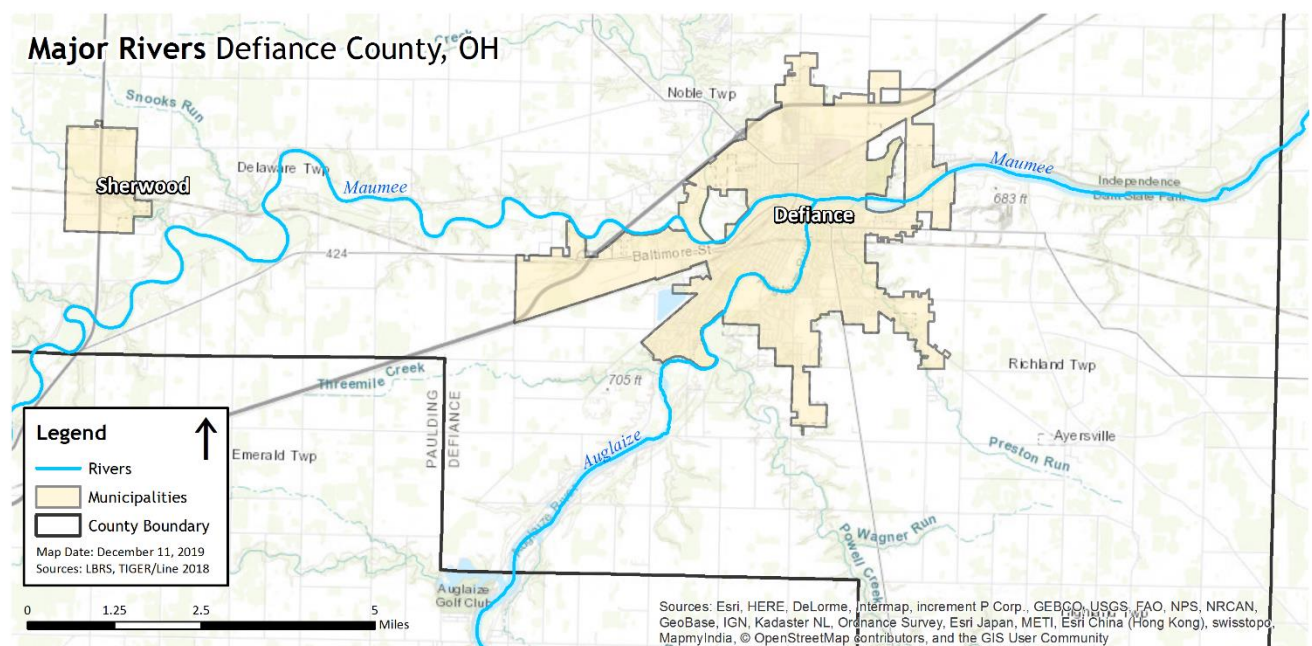 Major Rivers Defiance County, OH
Creek
Snooks Run
Noble Twp
Sherwood
Delaware Twp
Maumee
Maumee
Independence
Dam State Park
683 ft
Defiance
424
Baltimore St
Threemile Creek
705 ft
Richland Twp
PAULDING
DEFIANCE
Auglaize
Ayersville
Preston Run
Emerald Twp
Auglaize River
Wagner Run
Powell Creek
Auglaize
Golf Club
Highland Twp
Legend
Rivers
Municipalities
County Boundary
Map Date: December 11, 2019
Sources: LBRS, TIGER/Line 2018
0 1.25 2.5 5
Miles
Sources: Esri, HERE, DeLorme, Intermap, increment P Corp., GEBCO, USGS, FAO, NPS, NRCAN,
GeoBase, IGN, Kadaster NL, Ordnance Survey, Esri Japan, METI, Esri China (Hong Kong), swisstopo,
MapmyIndia, © OpenStreetMap contributors, and the GIS User Community